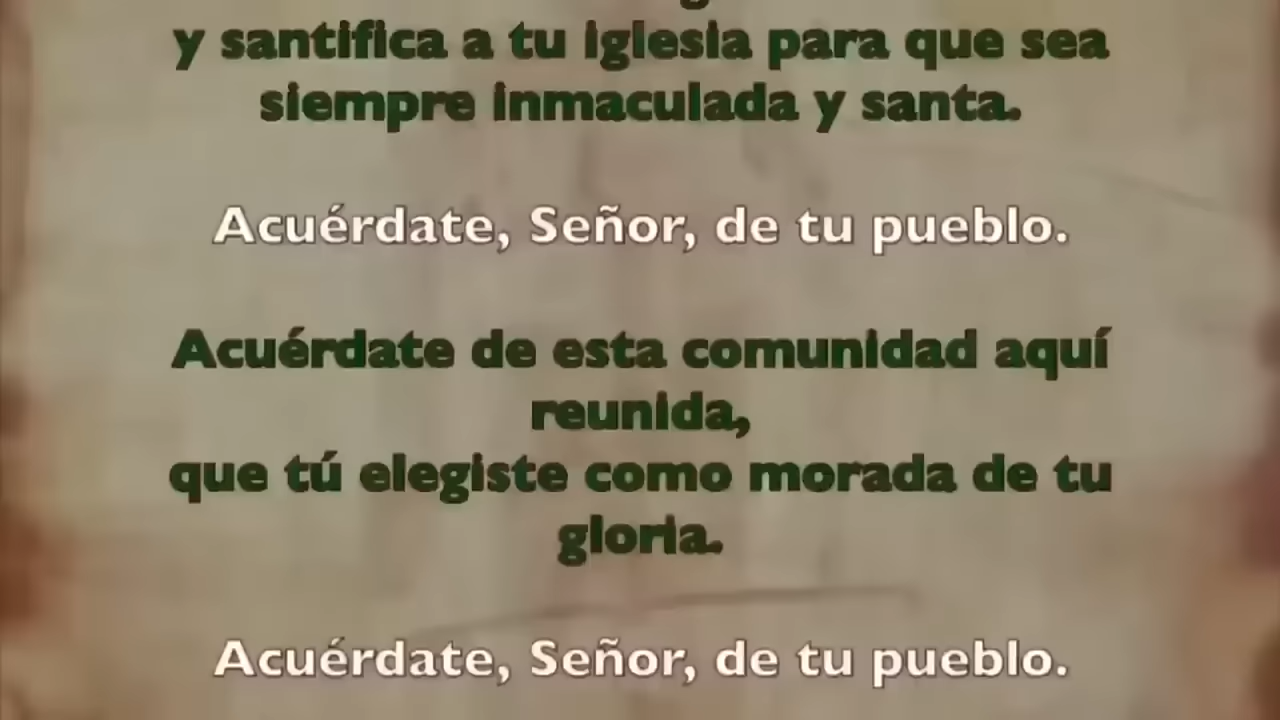 y santifica a tu iglesia para que sea
siempre inmaculada y santa.
Acuérdate, Señor, de tu pueblo.
Acuérdate de esta comunidad aquí
reunida,
que tú elegiste como morada de tu
gloria.
Acuérdate, Señor, de tu pueblo.